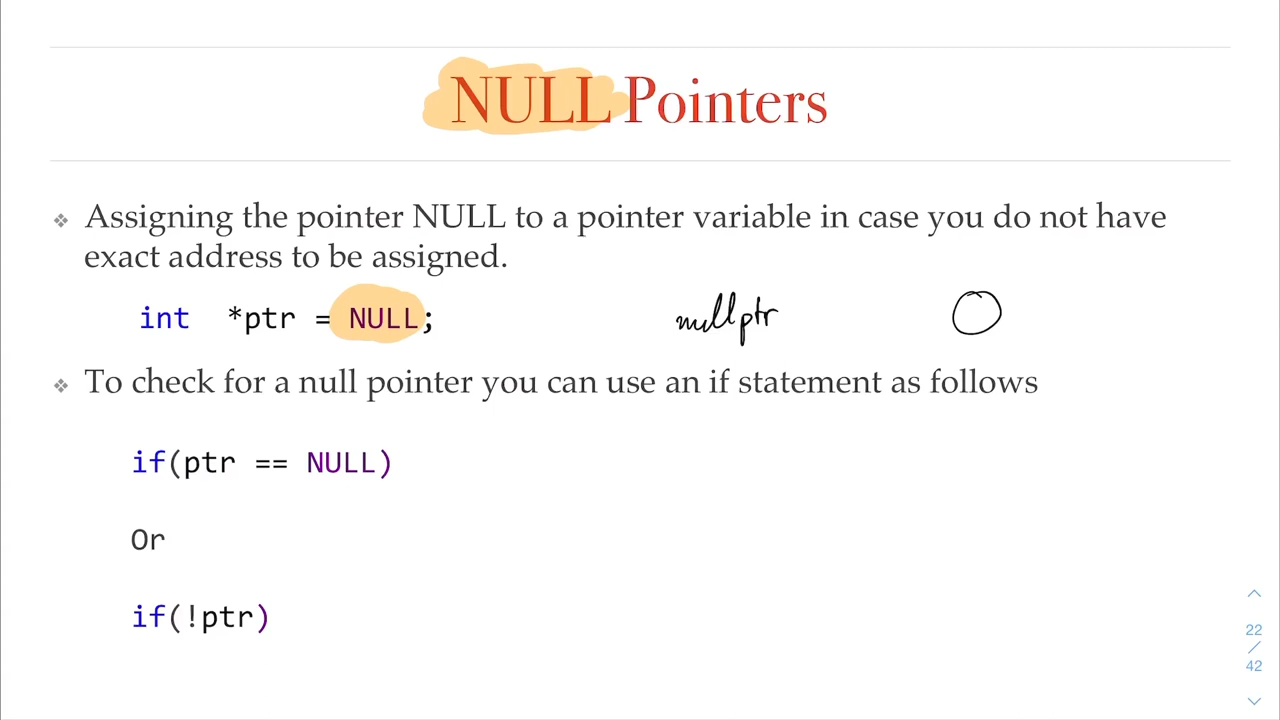 NULL Pointers
❖ Assigning the pointer NULL to a pointer variable in case you do not have
exact address to be assigned.
int *ptr = NULL; nullptr 0
❖ To check for a null pointer you can use an if statement as follows
if(ptr == NULL)
Or
if(!ptr)
22
/
42